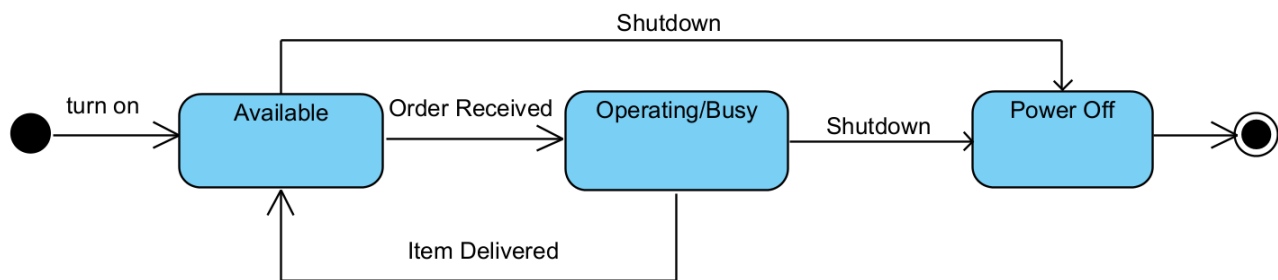 Shutdown
turn on
Available
Order Received
Operating/Busy
Shutdown
Power Off
Item Delivered